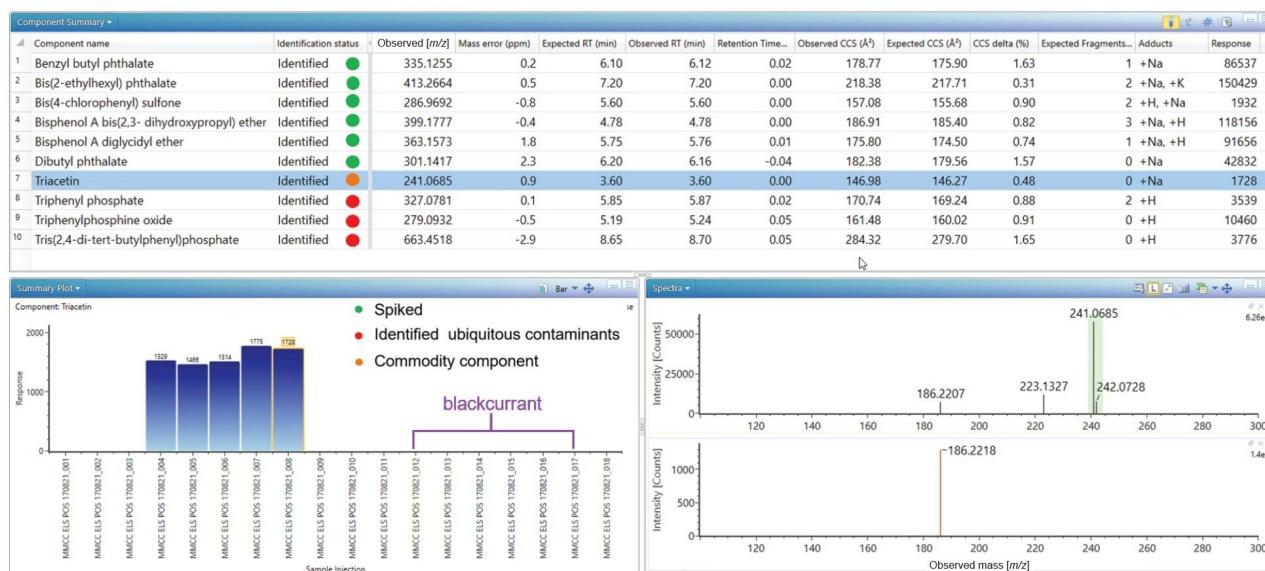 Component Summary
Component name Identification status Observed [m/z] Mass error (ppm) Expected RT (min) Observed RT (min) Retention Time... Observed CCS (Å²) Expected CCS (Å²) CCS delta (%) Expected Fragments... Adducts Response
1 Benzyl butyl phthalate Identified 335.1255 0.2 6.10 6.12 0.02 178.77 175.90 1.63 1 +Na 86537
2 Bis(2-ethylhexyl) phthalate Identified 413.2664 0.5 7.20 7.20 0.00 218.38 217.71 0.31 2 +Na, +K 150429
3 Bis(4-chlorophenyl) sulfone Identified 286.9692 -0.8 5.60 5.60 0.00 157.08 155.68 0.90 2 +H, +Na 1932
4 Bisphenol A bis(2,3- dihydroxypropyl) ether Identified 399.1777 -0.4 4.78 4.78 0.00 186.91 185.40 0.82 3 +Na, +H 118156
5 Bisphenol A diglycidyl ether Identified 363.1573 1.8 5.75 5.76 0.01 175.80 174.50 0.74 1 +Na, +H 91656
6 Dibutyl phthalate Identified 301.1417 2.3 6.20 6.16 -0.04 182.38 179.56 1.57 0 +Na 42832
7 Triacetin Identified 241.0685 0.9 3.60 3.60 0.00 146.98 146.27 0.48 0 +Na 1728
8 Triphenyl phosphate Identified 327.0781 0.1 5.85 5.87 0.02 170.74 169.24 0.88 2 +H 3539
9 Triphenylphosphine oxide Identified 279.0932 -0.5 5.19 5.24 0.05 161.48 160.02 0.91 0 +H 10460
10 Tris(2,4-di-tert-butylphenyl)phosphate Identified 663.4518 -2.9 8.65 8.70 0.05 284.32 279.70 1.65 0 +H 3776
Summary Plot
Bar
Component: Triacetin
Spiked
Identified ubiquitous contaminants
Commodity component
blackcurrant
Response
2000
1000
0
1529
1466
1514
1775
1728
MMCC ELS POS 170821_001
MMCC ELS POS 170821_002
MMCC ELS POS 170821_003
MMCC ELS POS 170821_004
MMCC ELS POS 170821_005
MMCC ELS POS 170821_006
MMCC ELS POS 170821_007
MMCC ELS POS 170821_008
MMCC ELS POS 170821_009
MMCC ELS POS 170821_010
MMCC ELS POS 170821_011
MMCC ELS POS 170821_012
MMCC ELS POS 170821_013
MMCC ELS POS 170821_014
MMCC ELS POS 170821_015
MMCC ELS POS 170821_016
MMCC ELS POS 170821_017
MMCC ELS POS 170821_018
Sample Injection
Spectra
6.26e
Intensity [Counts]
50000
25000
0
241.0685
242.0728
223.1327
186.2207
120 140 160 180 200 220 240 260 280 300
1.4e
Intensity [Counts]
1000
500
0
-186.2218
120 140 160 180 200 220 240 260 280 300
Observed mass [m/z]